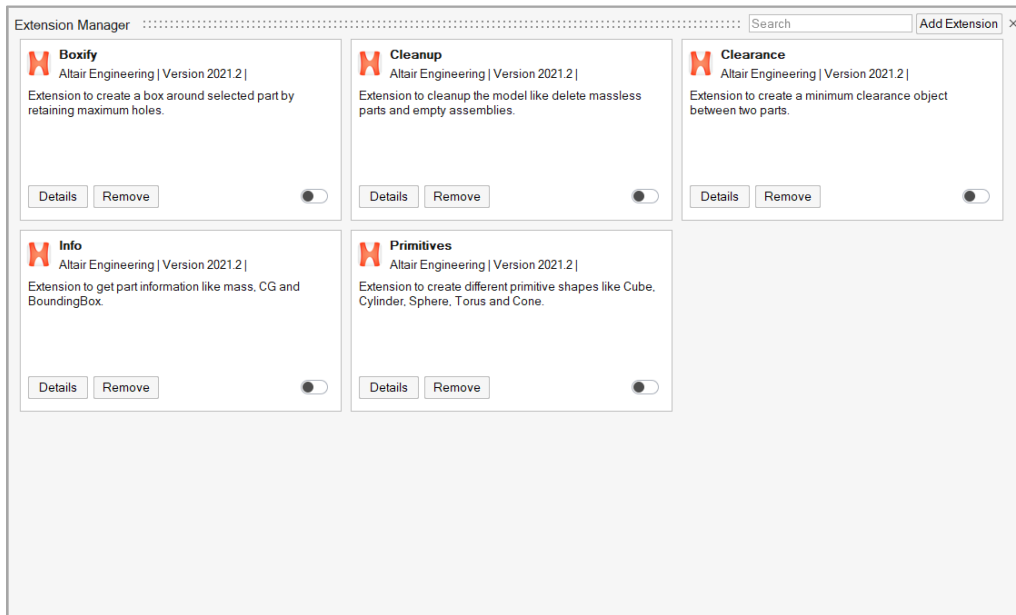 Extension Manager
Search
Add Extension
Boxify
Altair Engineering | Version 2021.2 |
Extension to create a box around selected part by
retaining maximum holes.
Details
Remove
Cleanup
Altair Engineering | Version 2021.2 |
Extension to cleanup the model like delete massless
parts and empty assemblies.
Details
Remove
Clearance
Altair Engineering | Version 2021.2 |
Extension to create a minimum clearance object
between two parts.
Details
Remove
Info
Altair Engineering | Version 2021.2 |
Extension to get part information like mass, CG and
BoundingBox.
Details
Remove
Primitives
Altair Engineering | Version 2021.2 |
Extension to create different primitive shapes like Cube,
Cylinder, Sphere, Torus and Cone.
Details
Remove